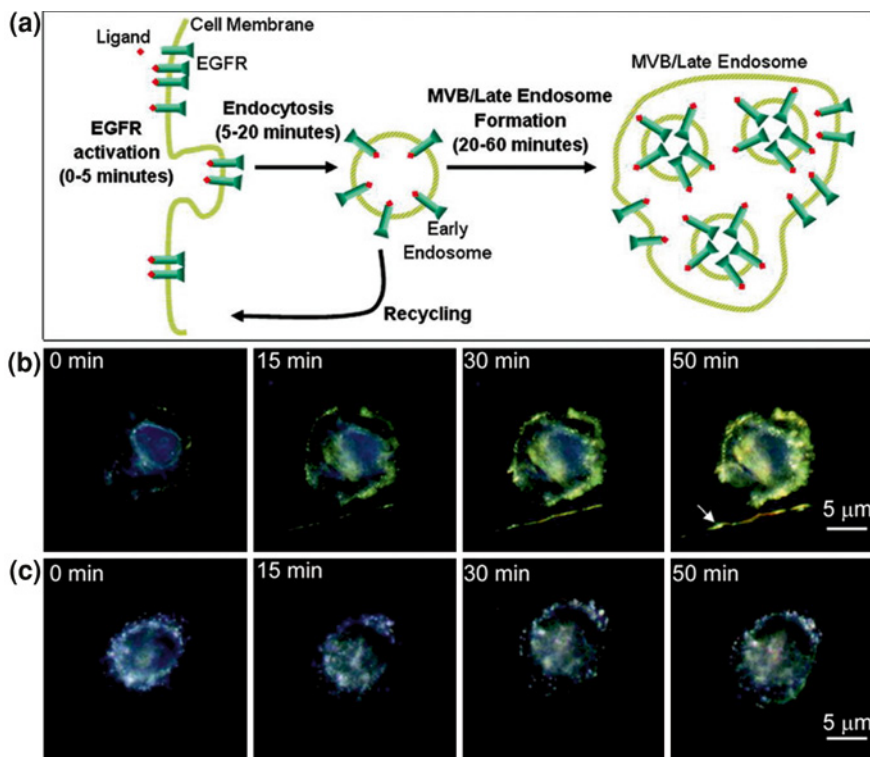 (a)
Cell Membrane
Ligand
EGFR
EGFR
activation
(0-5 minutes)
Endocytosis
(5-20 minutes)
Early
Endosome
Recycling
MVB/Late Endosome
Formation
(20-60 minutes)
MVB/Late Endosome
(b)
0 min
15 min
30 min
50 min
5 μm
(c)
0 min
15 min
30 min
50 min
5 μm